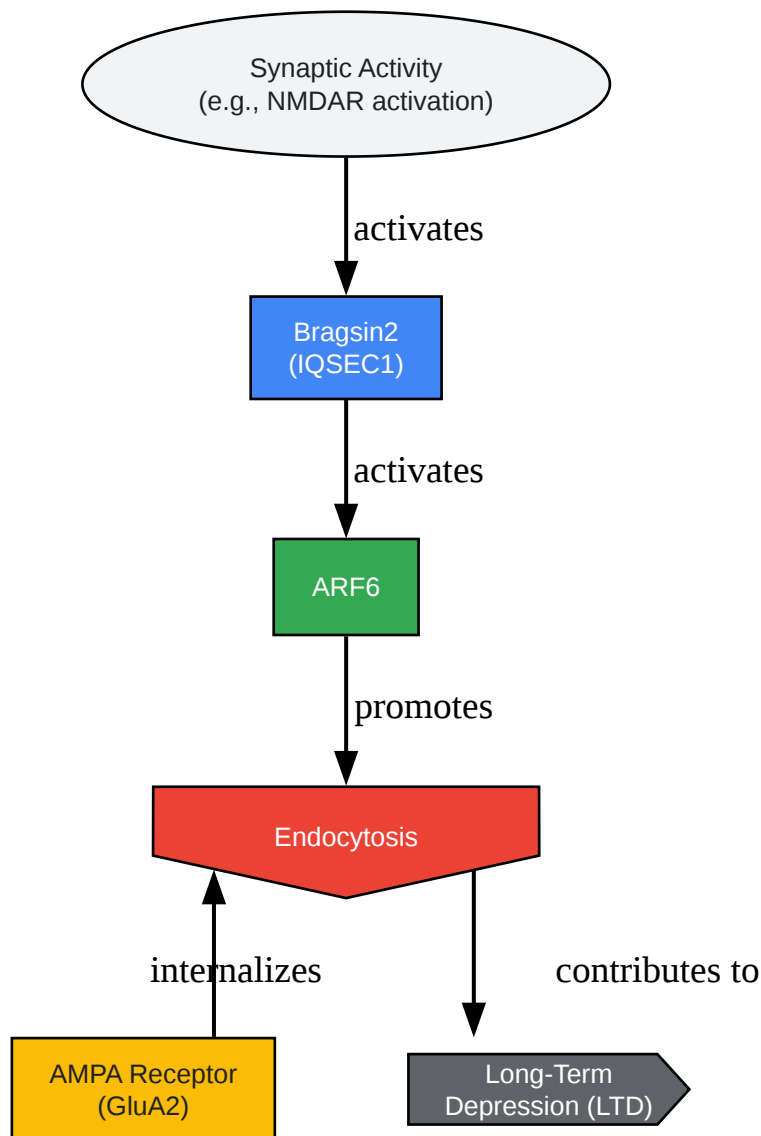 Synaptic Activity
(e.g., NMDAR activation)
activates
Bragsin2
(IQSEC1)
activates
ARF6
promotes
Endocytosis
internalizes
contributes to
AMPA Receptor
(GluA2)
Long-Term
Depression (LTD)